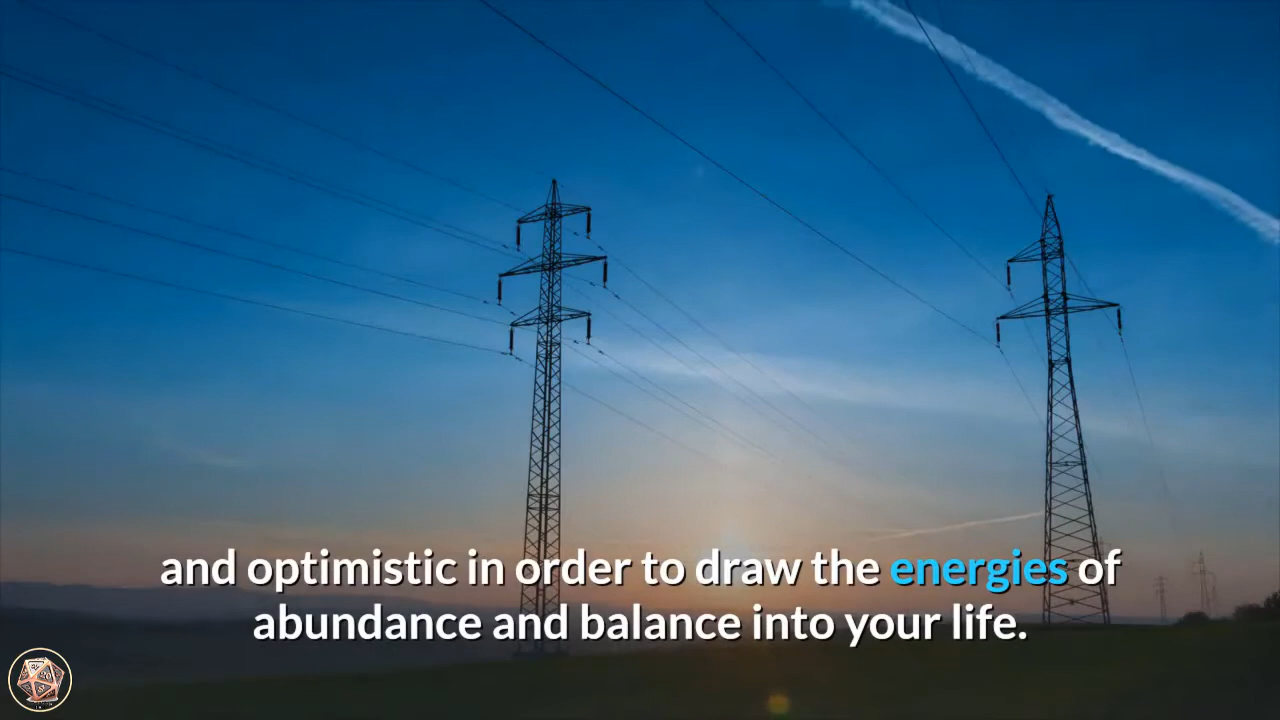 and optimistic in order to draw the energies of
abundance and balance into your life.